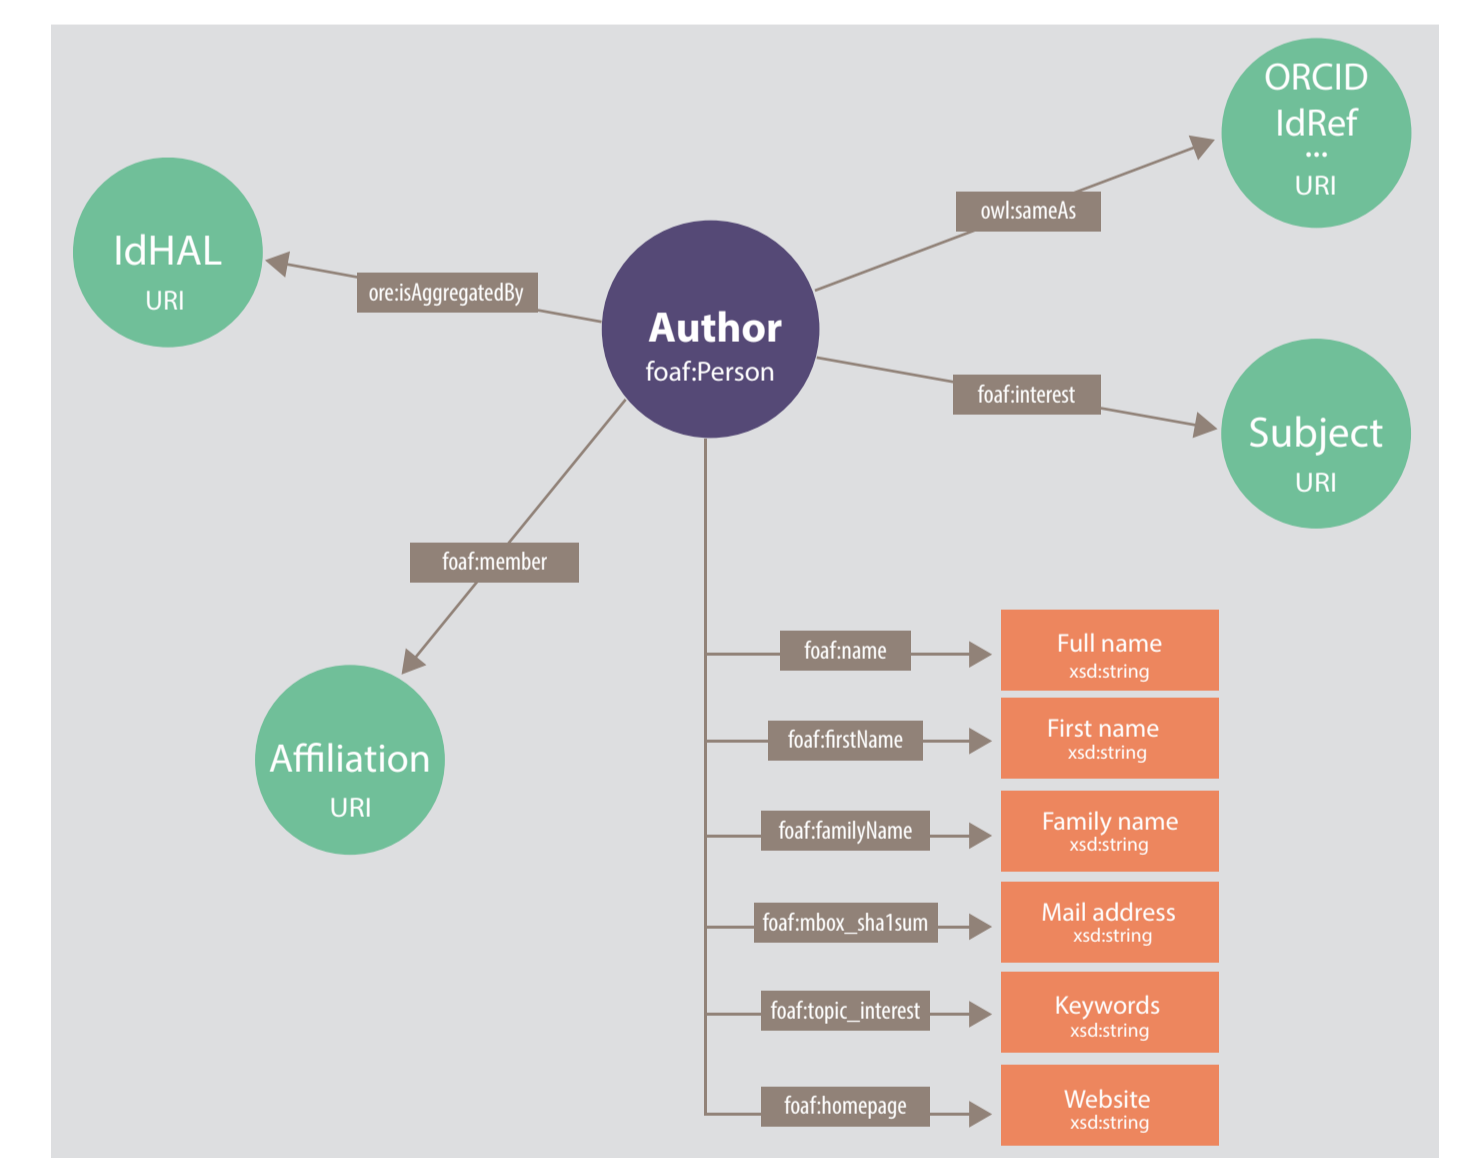 ORCID
IdRef
...
URI
owl:sameAs
IdHAL
URI
ore:isAggregatedBy
Author
foaf:Person
foaf:interest
Subject
URI
foaf:member
Affiliation
URI
foaf:name
Full name
xsd:string
foaf:firstName
First name
xsd:string
foaf:familyName
Family name
xsd:string
foaf:mbox_sha1sum
Mail address
xsd:string
foaf:topic_interest
Keywords
xsd:string
foaf:homepage
Website
xsd:string